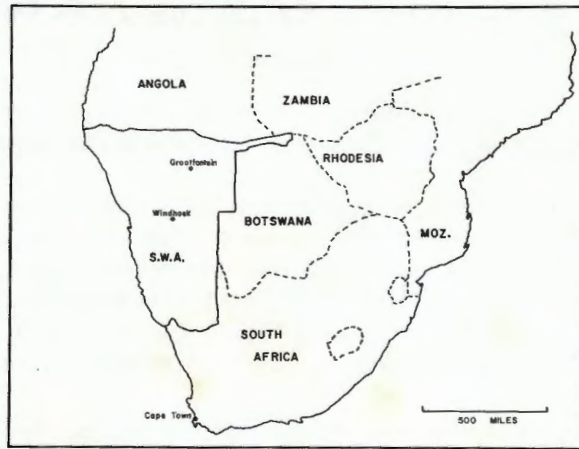 ANGOLA
ZAMBIA
Grootfontein
RHODESIA
Windhoek
BOTSWANA
MOZ.
S.W.A.
SOUTH
AFRICA
Cape Town
500 MILES